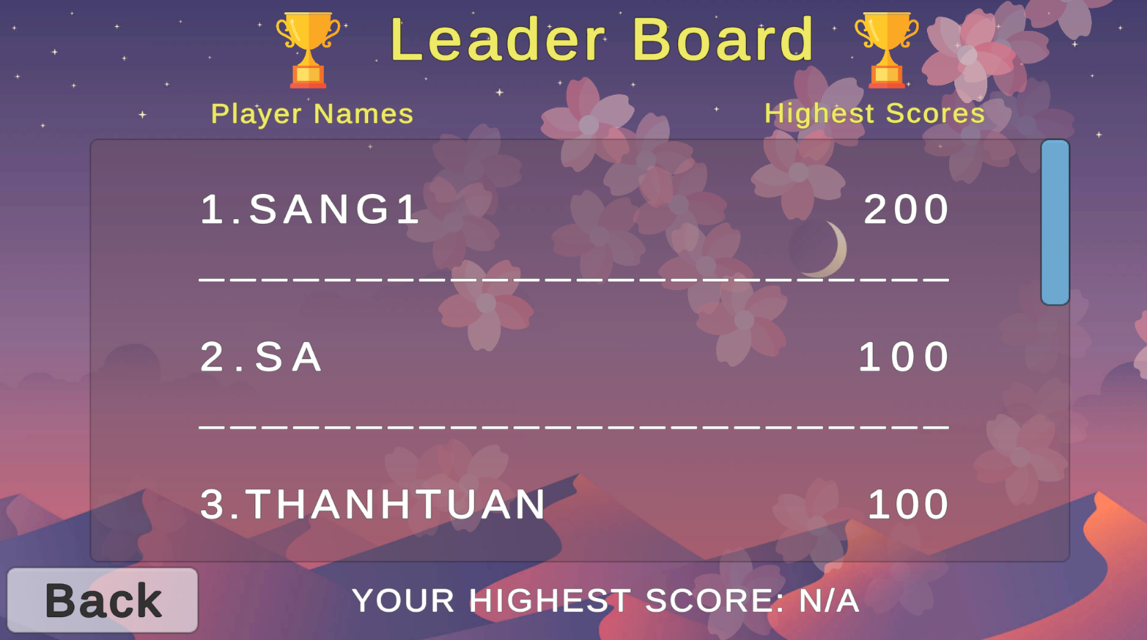 Leader Board
Player Names Highest Scores
1.SANG1 200
2.SA 100
3.THANHTUAN 100
Back YOUR HIGHEST SCORE: N/A